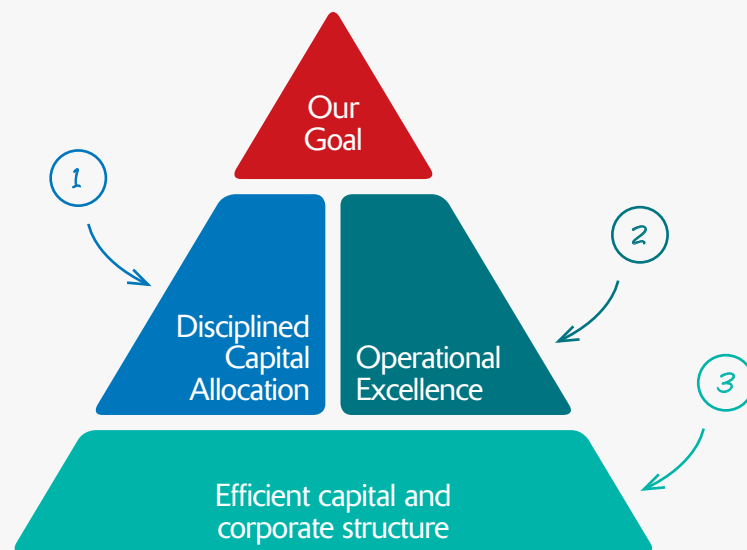 Our
Goal
1
2
Disciplined
Capital
Allocation
Operational
Excellence
3
Efficient capital and
corporate structure